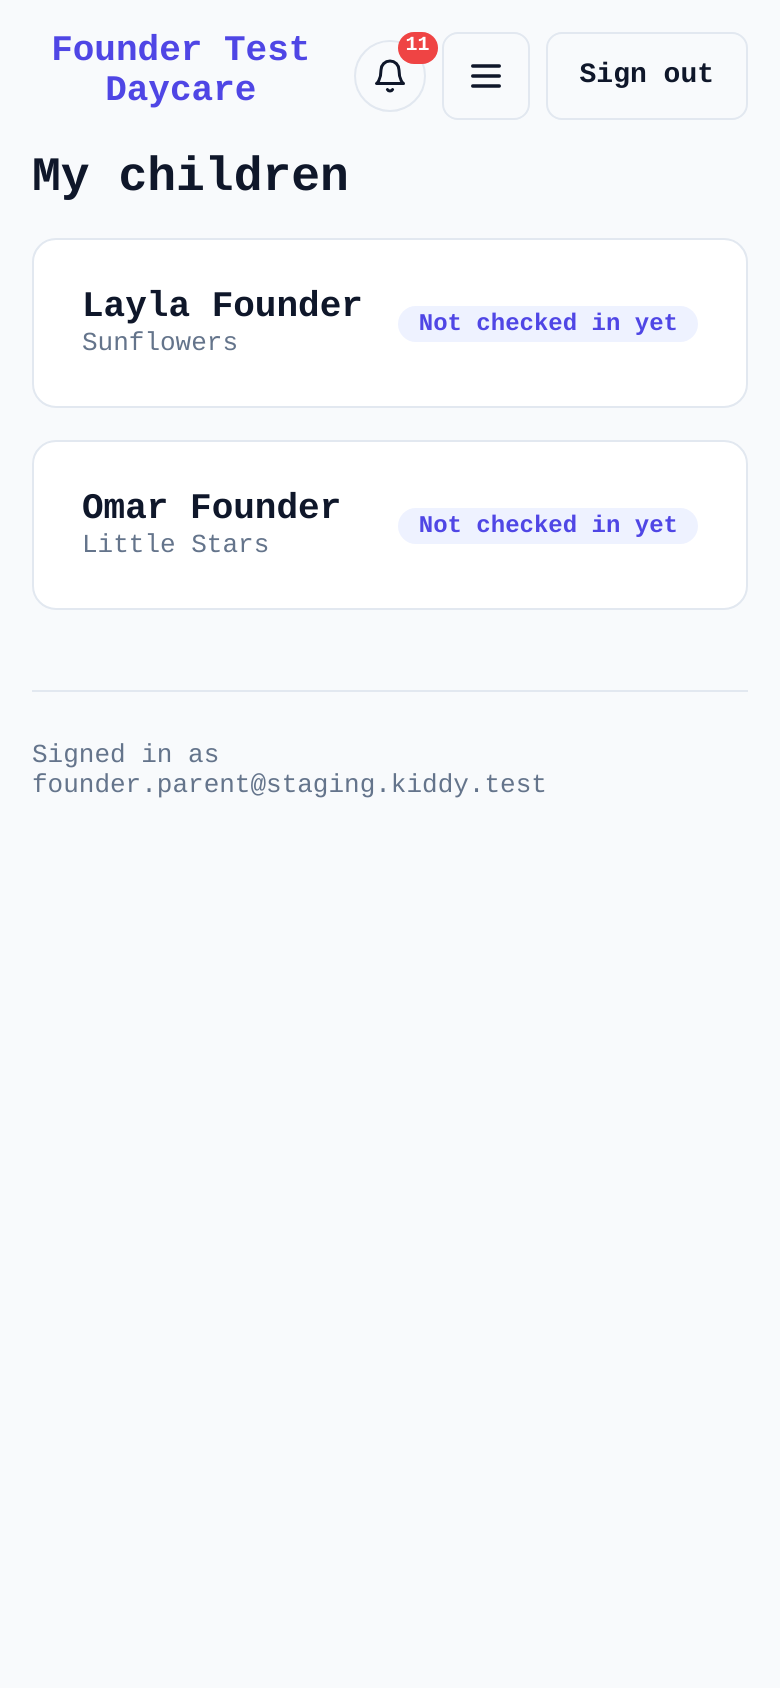 Founder Test
Daycare
11
Sign out
My children
Layla Founder
Sunflowers
Not checked in yet
Omar Founder
Little Stars
Not checked in yet
Signed in as
founder.parent@staging.kiddy.test